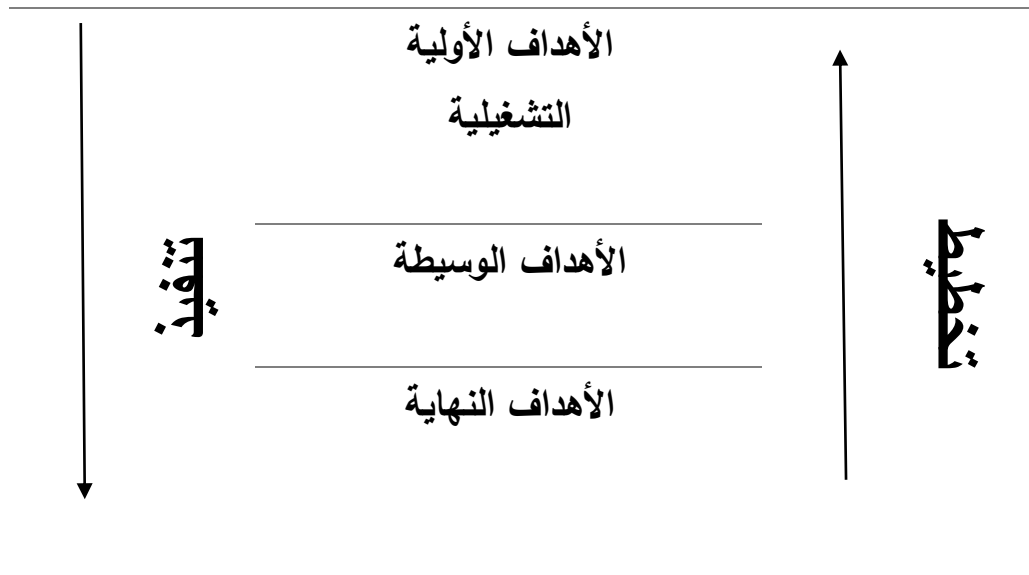 الأهداف الأولية
التشغيلية
تخطيط
تنفيذ
الأهداف الوسيطة
الأهداف النهاية